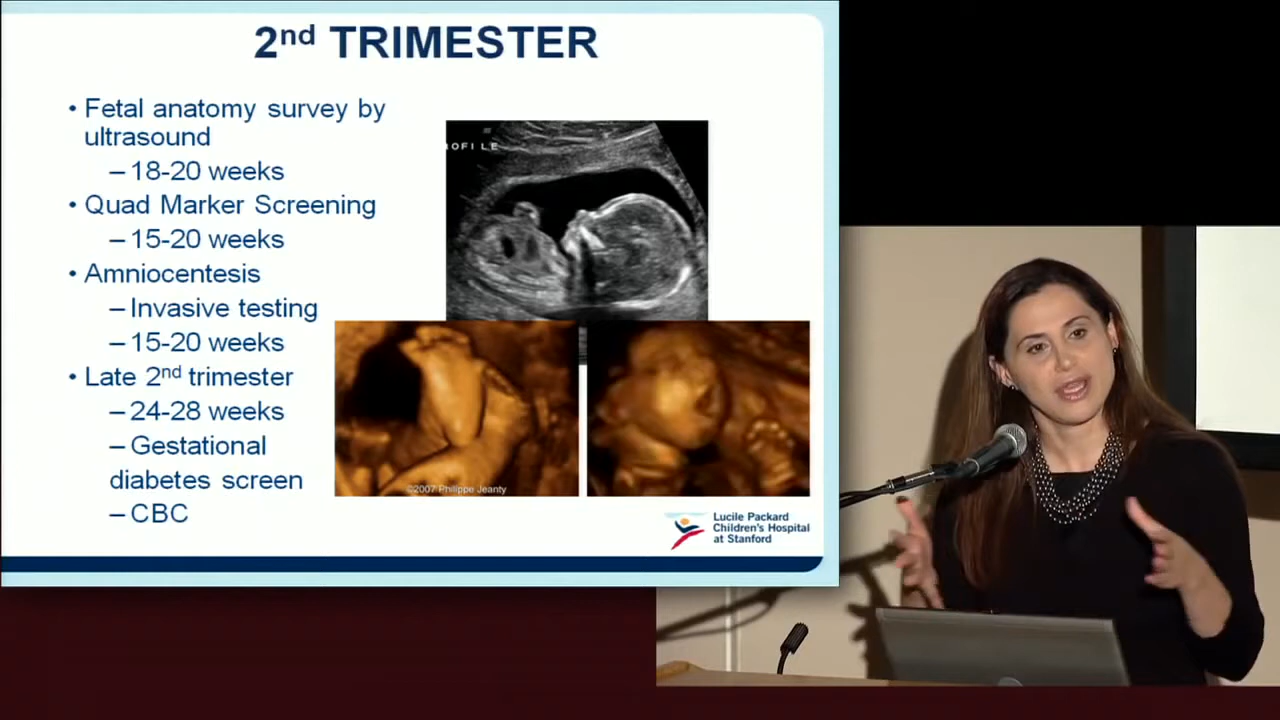 2nd TRIMESTER
• Fetal anatomy survey by
ultrasound
– 18-20 weeks
• Quad Marker Screening
– 15-20 weeks
• Amniocentesis
– Invasive testing
– 15-20 weeks
• Late 2nd trimester
– 24-28 weeks
– Gestational
diabetes screen
– CBC
OFILE
©2007 Philippe Jeanty
Lucile Packard
Children's Hospital
at Stanford